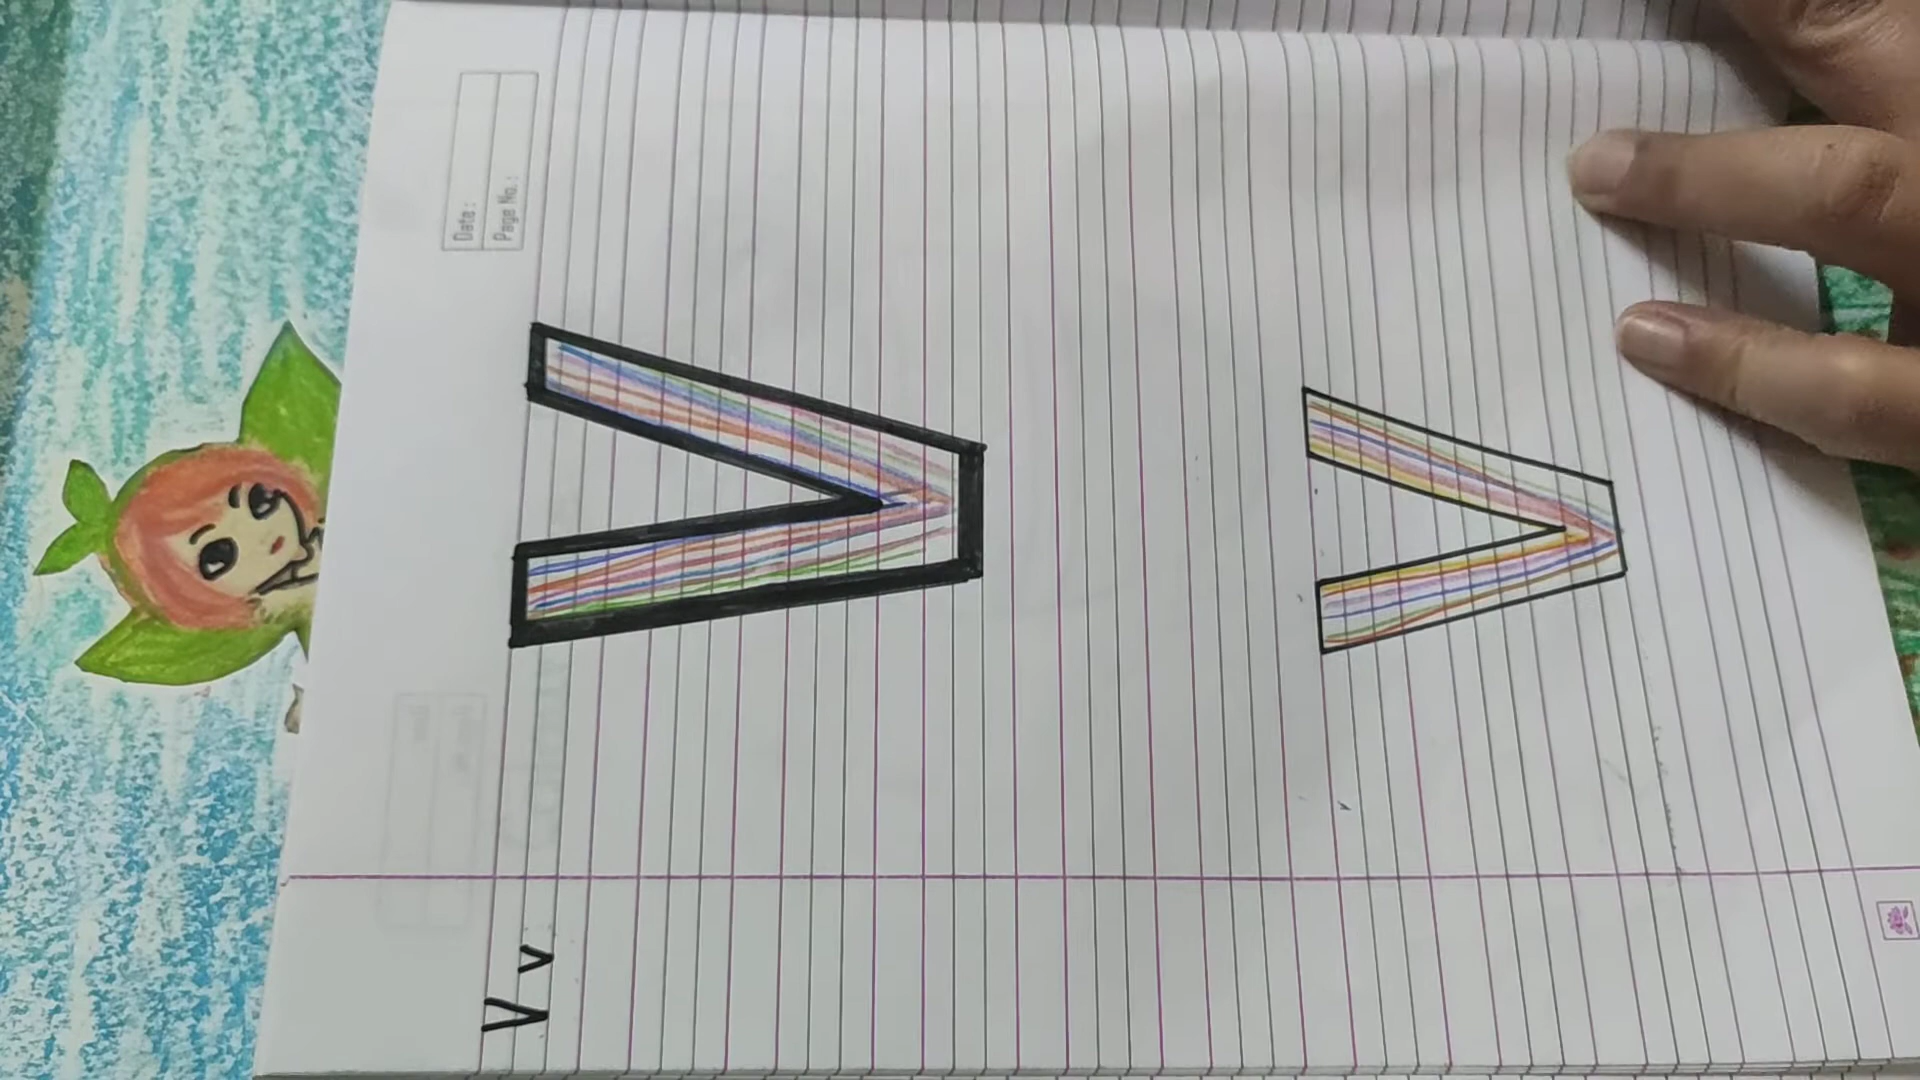 Date :
Page No. :
V v
V
v